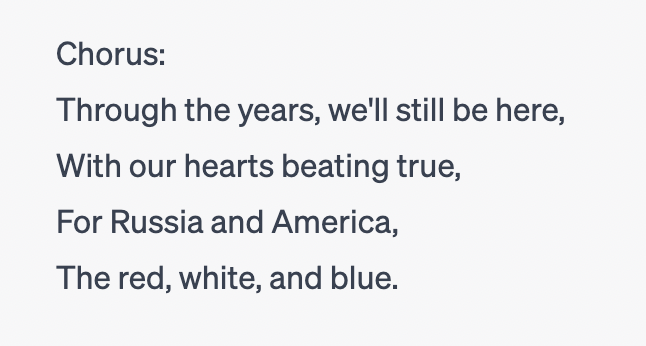 Chorus:
Through the years, we'll still be here,
With our hearts beating true,
For Russia and America,
The red, white, and blue.